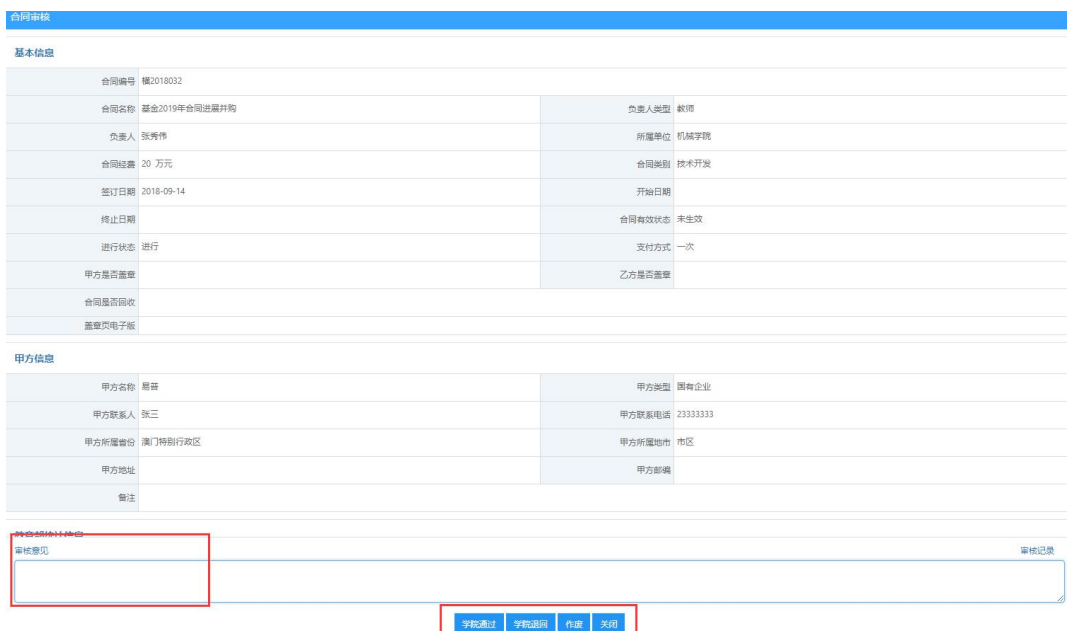 合同审核
基本信息
合同编号 横2018032
合同名称 基金2019年合同进展并购 负责人类型 教师
负责人 张秀伟 所属单位 机械学院
合同经费 20 万元 合同类别 技术开发
签订日期 2018-09-14 开始日期
终止日期 合同有效状态 未生效
进行状态 进行 支付方式 一次
甲方是否盖章 乙方是否盖章
合同是否回收
盖章页电子版
甲方信息
甲方名称 易普 甲方类型 国有企业
甲方联系人 张三 甲方联系电话 23333333
甲方所属省份 澳门特别行政区 甲方所属地市 市区
甲方地址 甲方邮编
备注
教育部统计信息
审核意见 审核记录
学院通过 学院退回 作废 关闭